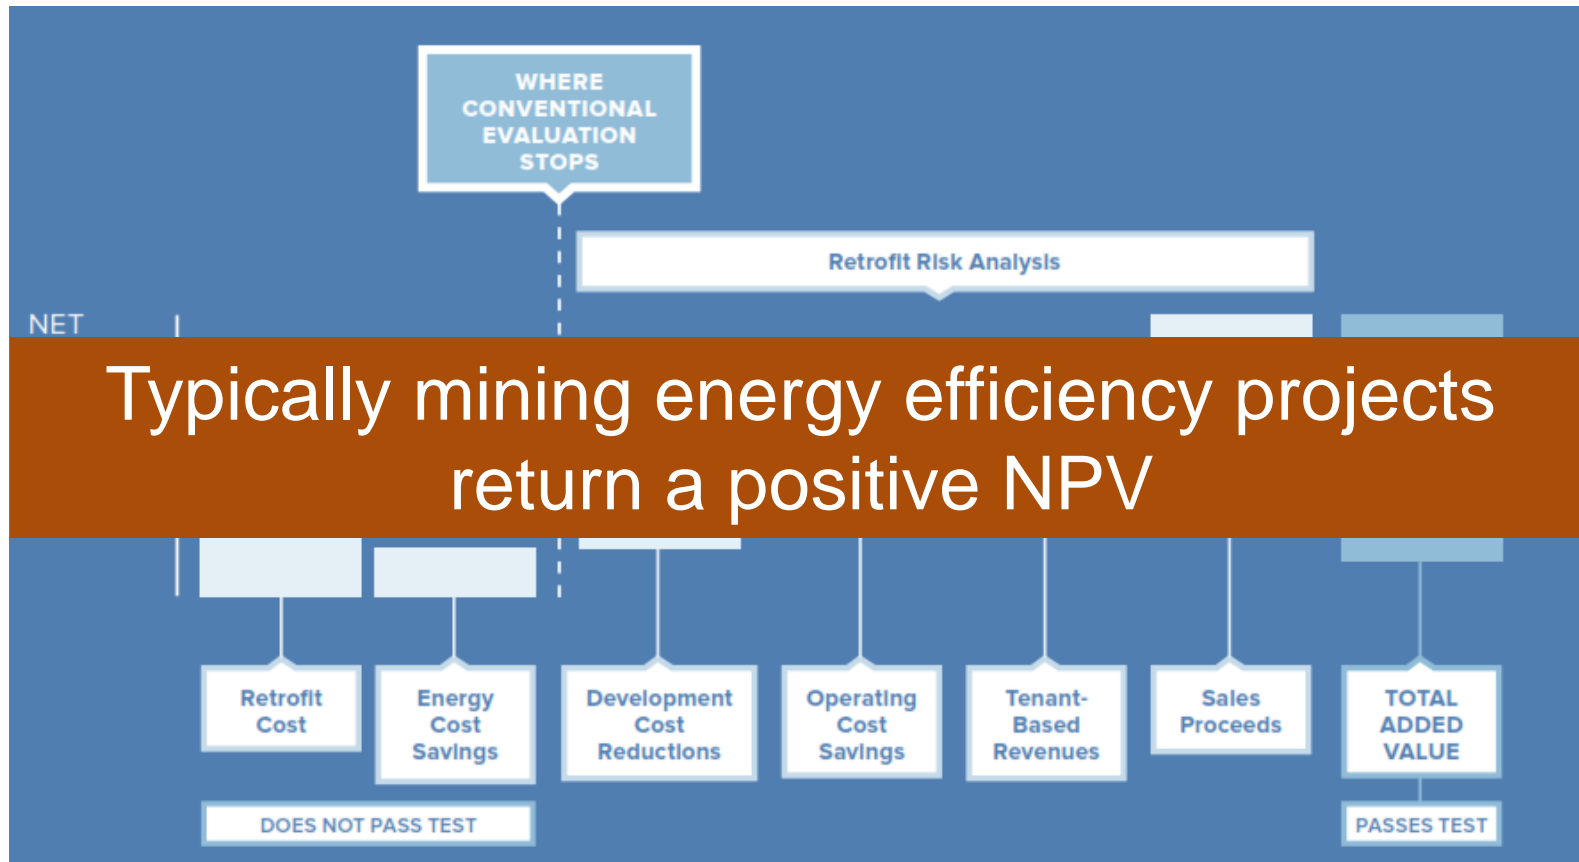 WHERE
CONVENTIONAL
EVALUATION
STOPS
Retrofit Risk Analysis
NET
Typically mining energy efficiency projects
return a positive NPV
Retrofit
Cost
Energy
Cost
Savings
Development
Cost
Reductions
Operating
Cost
Savings
Tenant-
Based
Revenues
Sales
Proceeds
TOTAL
ADDED
VALUE
DOES NOT PASS TEST
PASSES TEST